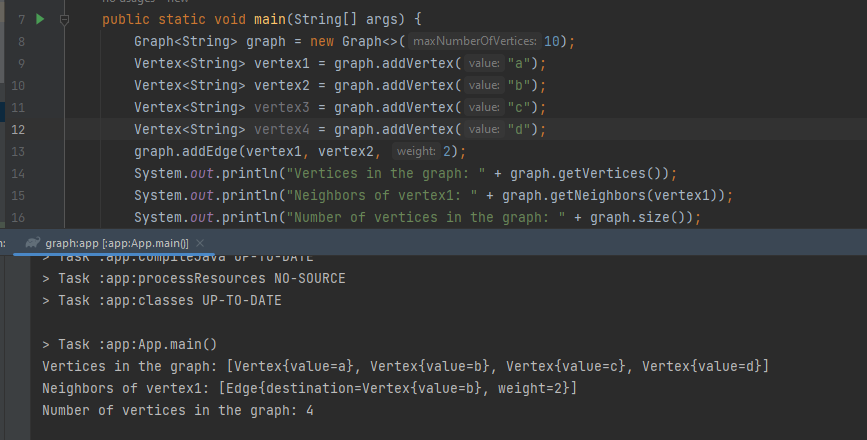 no usages new
7 public static void main(String[] args) {
8 Graph<String> graph = new Graph<>( maxNumberOfVertices: 10);
9 Vertex<String> vertex1 = graph.addVertex( value: "a");
10 Vertex<String> vertex2 = graph.addVertex( value: "b");
11 Vertex<String> vertex3 = graph.addVertex( value: "c");
12 Vertex<String> vertex4 = graph.addVertex( value: "d");
13 graph.addEdge(vertex1, vertex2, weight: 2);
14 System.out.println("Vertices in the graph: " + graph.getVertices());
15 System.out.println("Neighbors of vertex1: " + graph.getNeighbors(vertex1));
16 System.out.println("Number of vertices in the graph: " + graph.size());
graph:app [:app:App.main()] ×
> Task :app:compileJava UP-TO-DATE
> Task :app:processResources NO-SOURCE
> Task :app:classes UP-TO-DATE
> Task :app:App.main()
Vertices in the graph: [Vertex{value=a}, Vertex{value=b}, Vertex{value=c}, Vertex{value=d}]
Neighbors of vertex1: [Edge{destination=Vertex{value=b}, weight=2}]
Number of vertices in the graph: 4